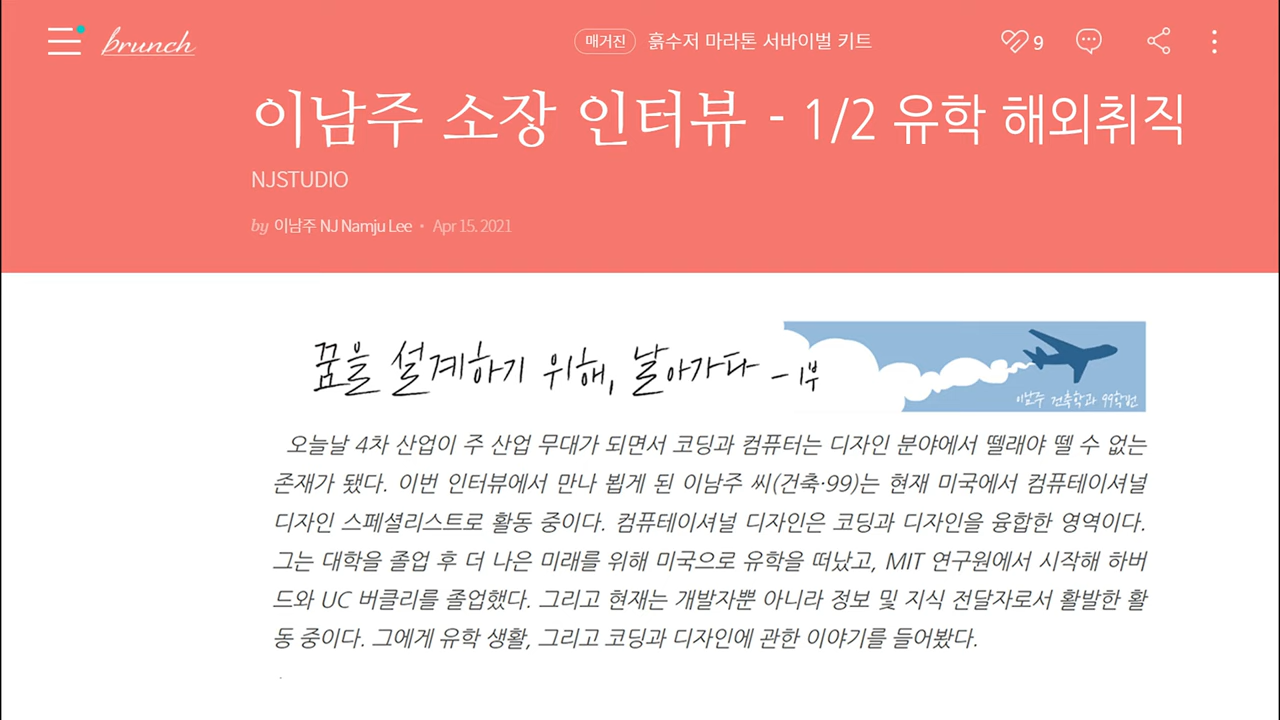 brunch
매거진 흙수저 마라톤 서바이벌 키트
9
이남주 소장 인터뷰 - 1/2 유학 해외취직
NJSTUDIO
by 이남주 NJ Namju Lee • Apr 15. 2021
꿈을 설계하기 위해, 날아가다 - 1부
이남주 건축학과 99학번
오늘날 4차 산업이 주 산업 무대가 되면서 코딩과 컴퓨터는 디자인 분야에서 뗄래야 뗄 수 없는
존재가 됐다. 이번 인터뷰에서 만나 뵙게 된 이남주 씨(건축·99)는 현재 미국에서 컴퓨테이셔널
디자인 스페셜리스트로 활동 중이다. 컴퓨테이셔널 디자인은 코딩과 디자인을 융합한 영역이다.
그는 대학을 졸업 후 더 나은 미래를 위해 미국으로 유학을 떠났고, MIT 연구원에서 시작해 하버
드와 UC 버클리를 졸업했다. 그리고 현재는 개발자뿐 아니라 정보 및 지식 전달자로서 활발한 활
동 중이다. 그에게 유학 생활, 그리고 코딩과 디자인에 관한 이야기를 들어봤다.